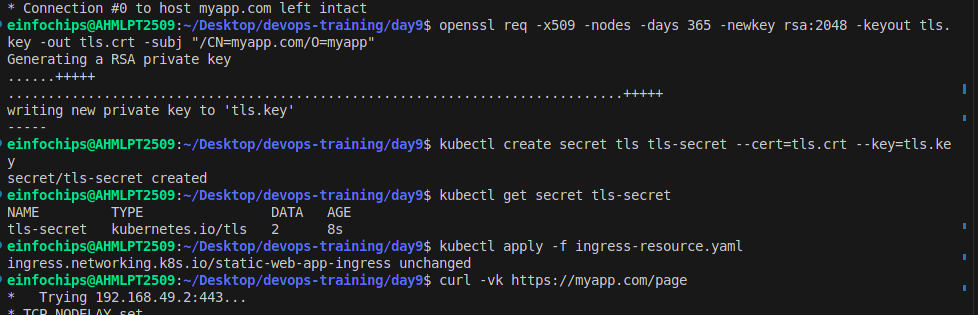 * Connection #0 to host myapp.com left intact
einfochips@AHMLPT2509:~/Desktop/devops-training/day9$ openssl req -x509 -nodes -days 365 -newkey rsa:2048 -keyout tls.
key -out tls.crt -subj "/CN=myapp.com/O=myapp"
Generating a RSA private key
......+++++
.............................................................................+++++
writing new private key to 'tls.key'
-----
einfochips@AHMLPT2509:~/Desktop/devops-training/day9$ kubectl create secret tls tls-secret --cert=tls.crt --key=tls.ke
y
secret/tls-secret created
einfochips@AHMLPT2509:~/Desktop/devops-training/day9$ kubectl get secret tls-secret
NAME         TYPE                DATA   AGE
tls-secret   kubernetes.io/tls   2      8s
einfochips@AHMLPT2509:~/Desktop/devops-training/day9$ kubectl apply -f ingress-resource.yaml
ingress.networking.k8s.io/static-web-app-ingress unchanged
einfochips@AHMLPT2509:~/Desktop/devops-training/day9$ curl -vk https://myapp.com/page
*   Trying 192.168.49.2:443...
* TCP_NODELAY set